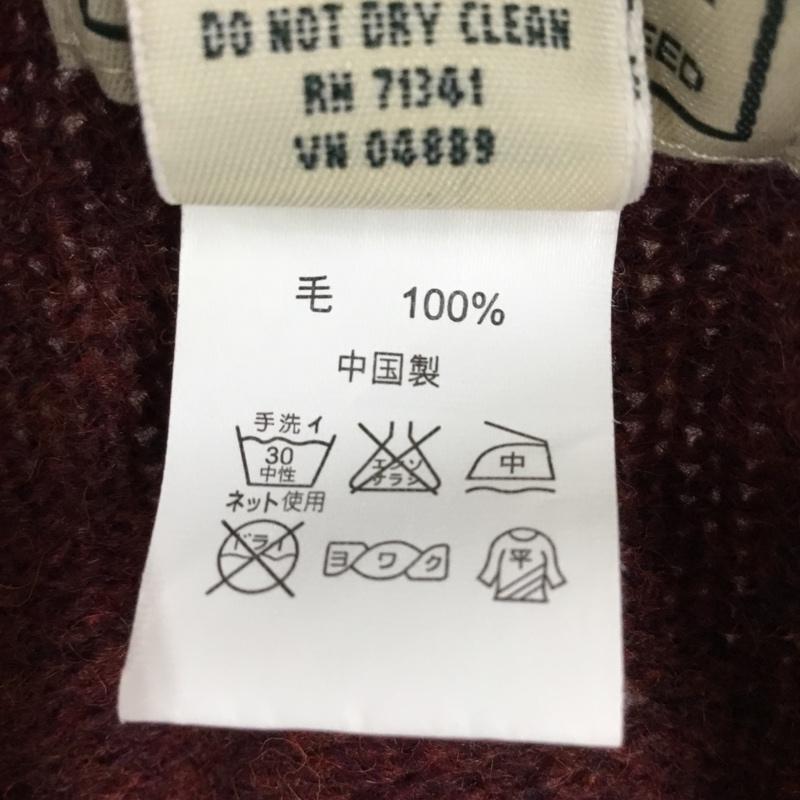 DO NOT DRY CLEAN
RN 71341
VN 04889
EED
毛 100%
中国製
手洗イ
30
中性
ネット使用
エンソ
サラシ
中
ドライ
ヨワク
平